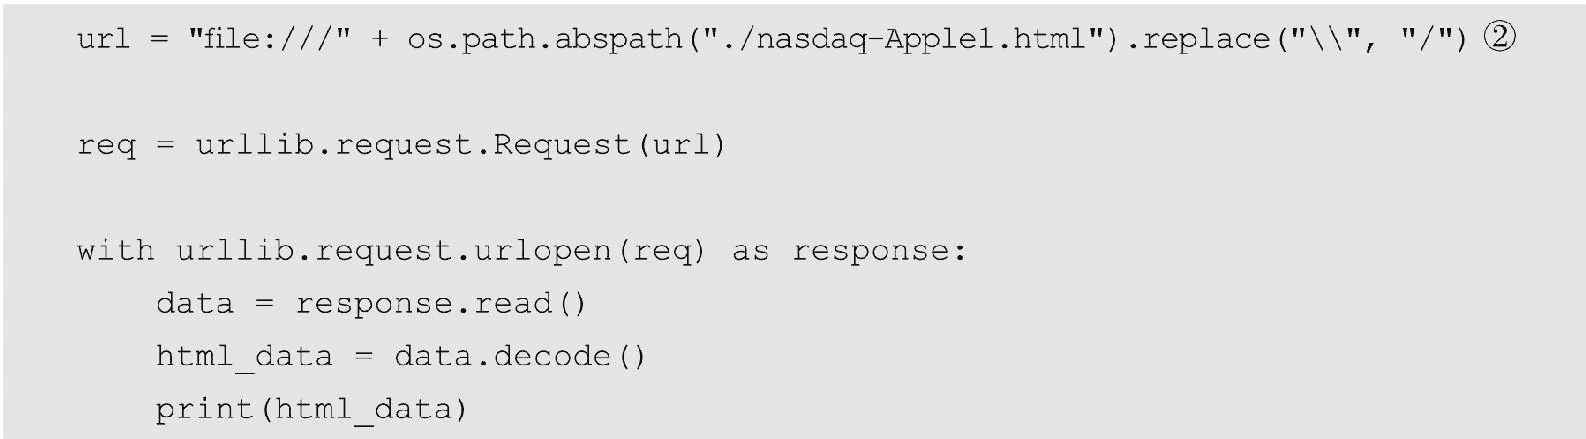 url = "file:///" + os.path.abspath("./nasdaq-Apple1.html").replace("\\", "/") ②
req = urllib.request.Request(url)
with urllib.request.urlopen(req) as response:
    data = response.read()
    html_data = data.decode()
    print(html_data)